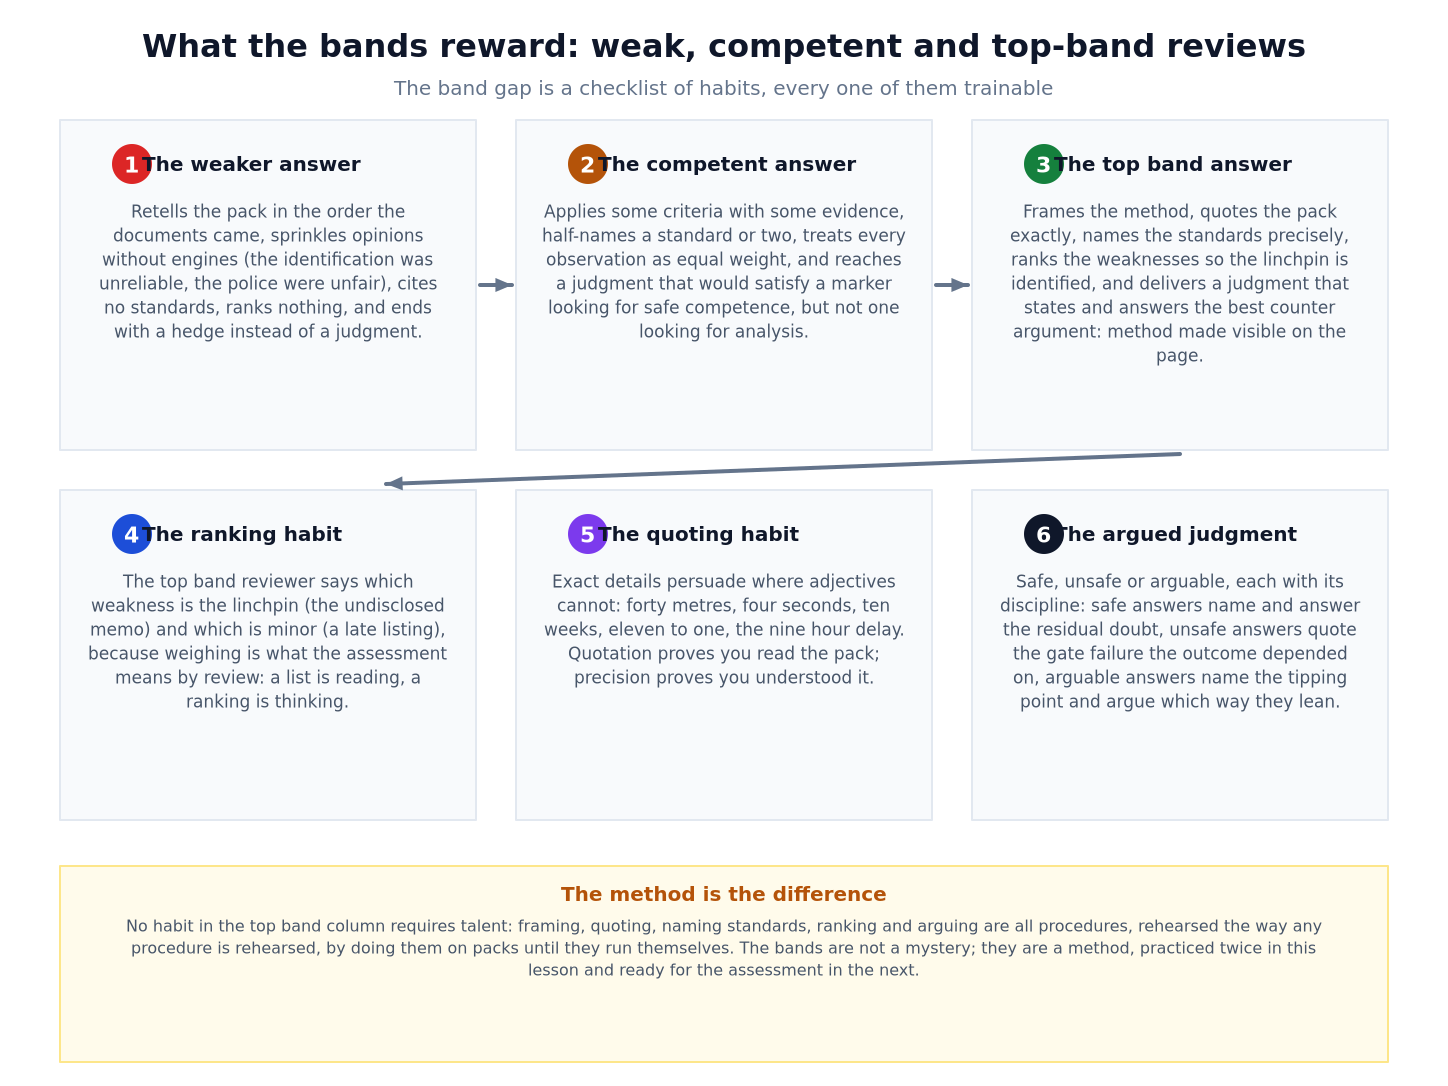 What the bands reward: weak, competent and top-band reviews
The band gap is a checklist of habits, every one of them trainable
1 The weaker answer
Retells the pack in the order the
documents came, sprinkles opinions
without engines (the identification was
unreliable, the police were unfair), cites
no standards, ranks nothing, and ends
with a hedge instead of a judgment.
2 The competent answer
Applies some criteria with some evidence,
half-names a standard or two, treats every
observation as equal weight, and reaches
a judgment that would satisfy a marker
looking for safe competence, but not one
looking for analysis.
3 The top band answer
Frames the method, quotes the pack
exactly, names the standards precisely,
ranks the weaknesses so the linchpin is
identified, and delivers a judgment that
states and answers the best counter
argument: method made visible on the
page.
4 The ranking habit
The top band reviewer says which
weakness is the linchpin (the undisclosed
memo) and which is minor (a late listing),
because weighing is what the assessment
means by review: a list is reading, a
ranking is thinking.
5 The quoting habit
Exact details persuade where adjectives
cannot: forty metres, four seconds, ten
weeks, eleven to one, the nine hour delay.
Quotation proves you read the pack;
precision proves you understood it.
6 The argued judgment
Safe, unsafe or arguable, each with its
discipline: safe answers name and answer
the residual doubt, unsafe answers quote
the gate failure the outcome depended
on, arguable answers name the tipping
point and argue which way they lean.
The method is the difference
No habit in the top band column requires talent: framing, quoting, naming standards, ranking and arguing are all procedures, rehearsed the way any
procedure is rehearsed, by doing them on packs until they run themselves. The bands are not a mystery; they are a method, practiced twice in this
lesson and ready for the assessment in the next.